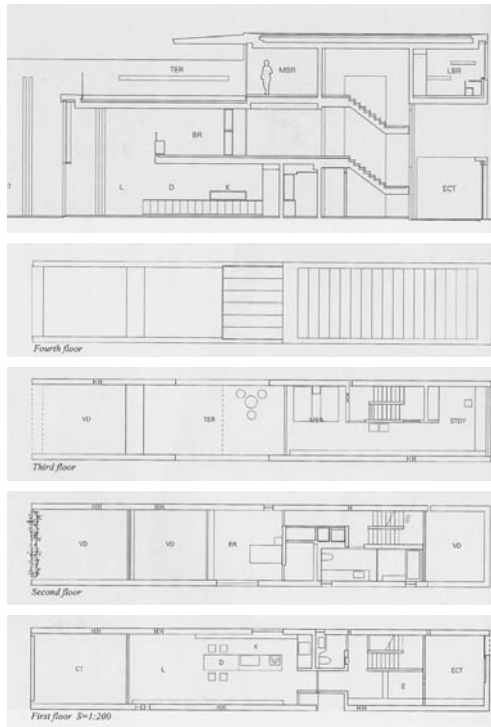 TER
MBR
LBR
BR
CT
L
D
K
ECT
Fourth floor
VD
TER
MBR
STDY
Third floor
VD
VD
BR
VD
Second floor
CT
L
K
D
E
ECT
First floor S=1:200